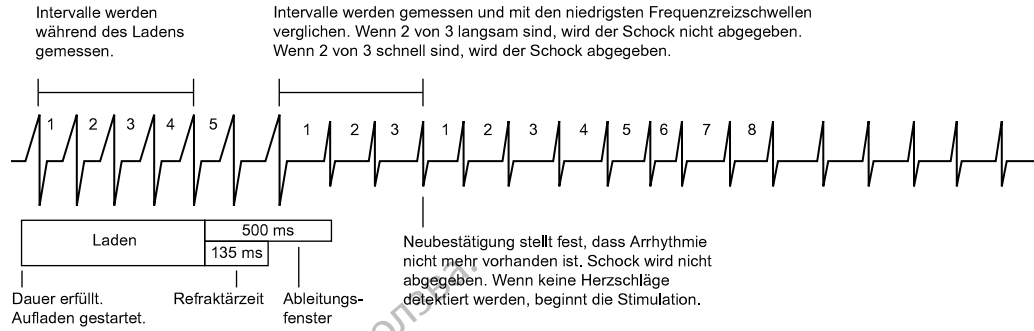 Intervalle werden
während des Ladens
gemessen.
Intervalle werden gemessen und mit den niedrigsten Frequenzreizschwellen
verglichen. Wenn 2 von 3 langsam sind, wird der Schock nicht abgegeben.
Wenn 2 von 3 schnell sind, wird der Schock abgegeben.
1 2 3 4 5 1 2 3 1 2 3 4 5 6 7 8
Laden
500 ms
135 ms
Dauer erfüllt.
Aufladen gestartet.
Refraktärzeit
Ableitungs-
fenster
Neubestätigung stellt fest, dass Arrhythmie
nicht mehr vorhanden ist. Schock wird nicht
abgegeben. Wenn keine Herzschläge
detektiert werden, beginnt die Stimulation.